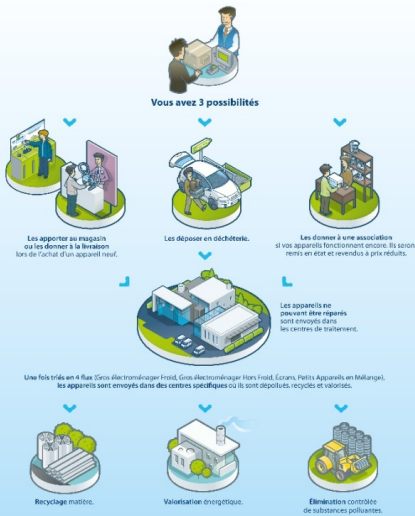 Vous avez 3 possibilités
Les apporter au magasin
ou les donner à la livraison
lors de l'achat d'un appareil neuf.
Les déposer en déchèterie.
Les donner à une association
si vos appareils fonctionnent encore. Ils seront
remis en état et revendus à prix réduits.
Les appareils ne
pouvant être réparés
sont envoyés dans
les centres de traitement.
Une fois triés en 4 flux (Gros électroménager Froid, Gros électroménager Hors Froid, Écrans, Petits Appareils en Mélange),
les appareils sont envoyés dans des centres spécifiques où ils sont dépollués, recyclés et valorisés.
Recyclage matière.
Valorisation énergétique.
Élimination contrôlée
de substances polluantes.